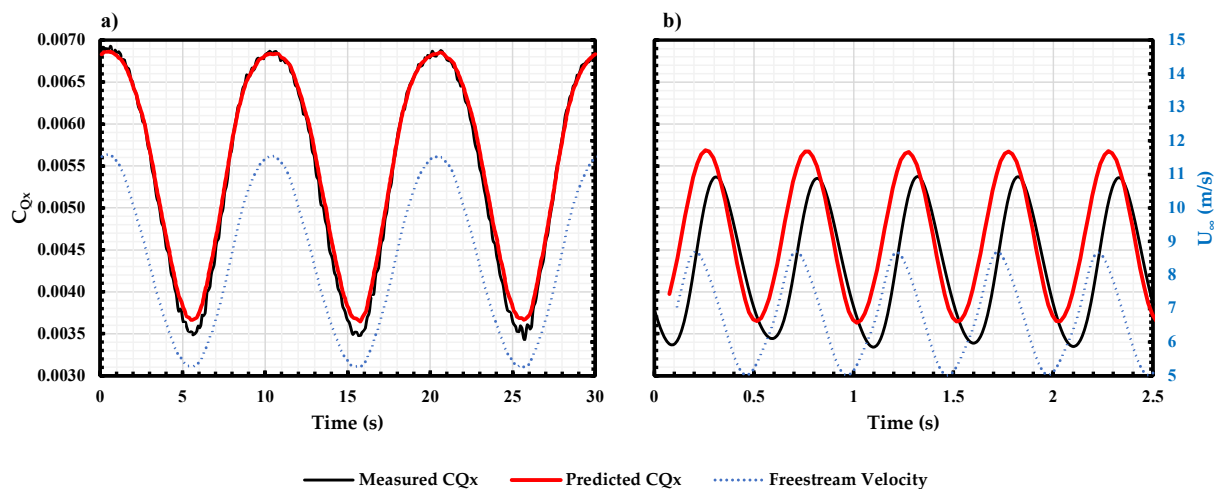 a)
b)
0.0070
0.0065
0.0060
0.0055
0.0050
0.0045
0.0040
0.0035
0.0030
C_Qx
0 5 10 15 20 25 30
Time (s)
0 0.5 1 1.5 2 2.5
Time (s)
15
14
13
12
11
10
9
8
7
6
5
U∞ (m/s)
Measured CQx Predicted CQx Freestream Velocity